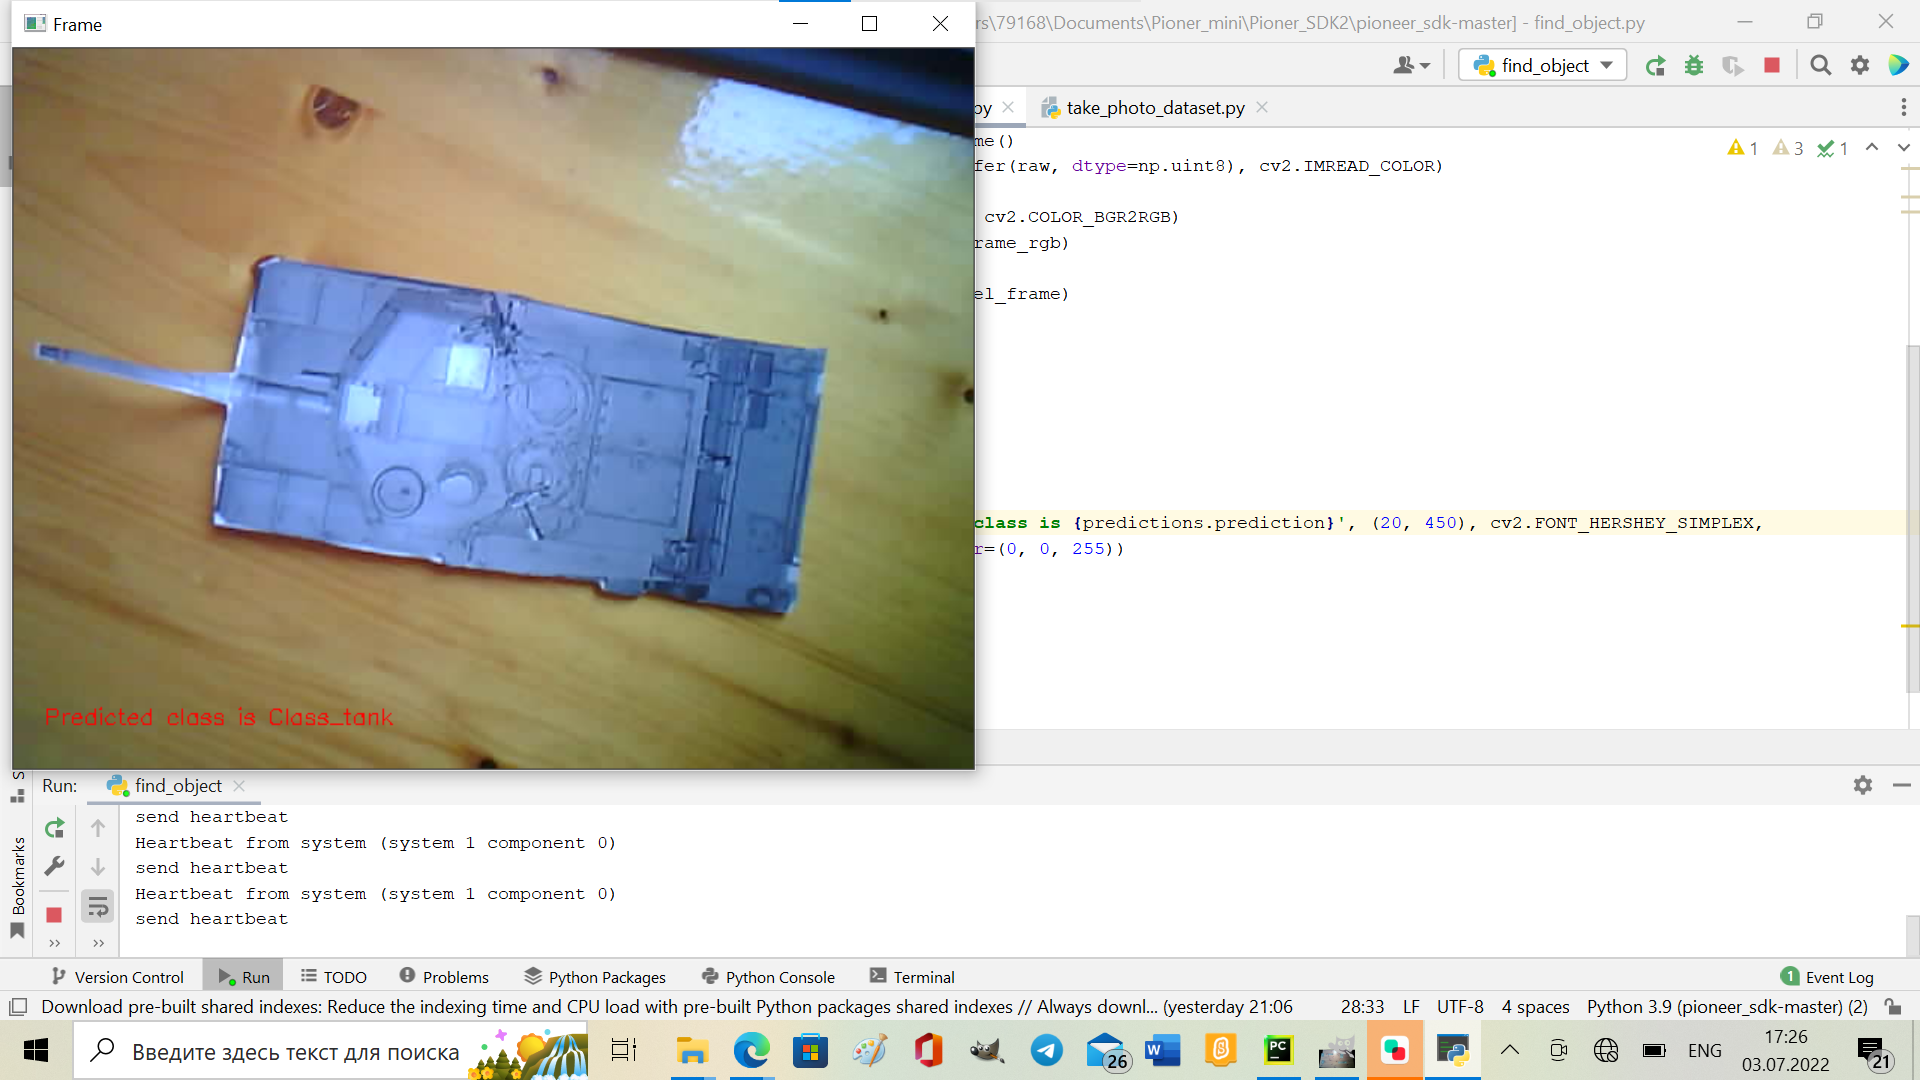 Frame
rs\79168\Documents\Pioner_mini\Pioner_SDK2\pioneer_sdk-master] - find_object.py
find_object
py
take_photo_dataset.py
me()
fer(raw, dtype=np.uint8), cv2.IMREAD_COLOR)
1
3
1
cv2.COLOR_BGR2RGB)
rame_rgb)
el_frame)
class is {predictions.prediction}', (20, 450), cv2.FONT_HERSHEY_SIMPLEX,
r=(0, 0, 255))
Predicted class is Class_tank
Run:
find_object
send heartbeat
Heartbeat from system (system 1 component 0)
send heartbeat
Heartbeat from system (system 1 component 0)
send heartbeat
Bookmarks
Version Control
Run
TODO
Problems
Python Packages
Python Console
Terminal
1 Event Log
Download pre-built shared indexes: Reduce the indexing time and CPU load with pre-built Python packages shared indexes // Always downl... (yesterday 21:06
28:33
LF
UTF-8
4 spaces
Python 3.9 (pioneer_sdk-master) (2)
Введите здесь текст для поиска
26
W
PC
ENG
17:26
03.07.2022
21